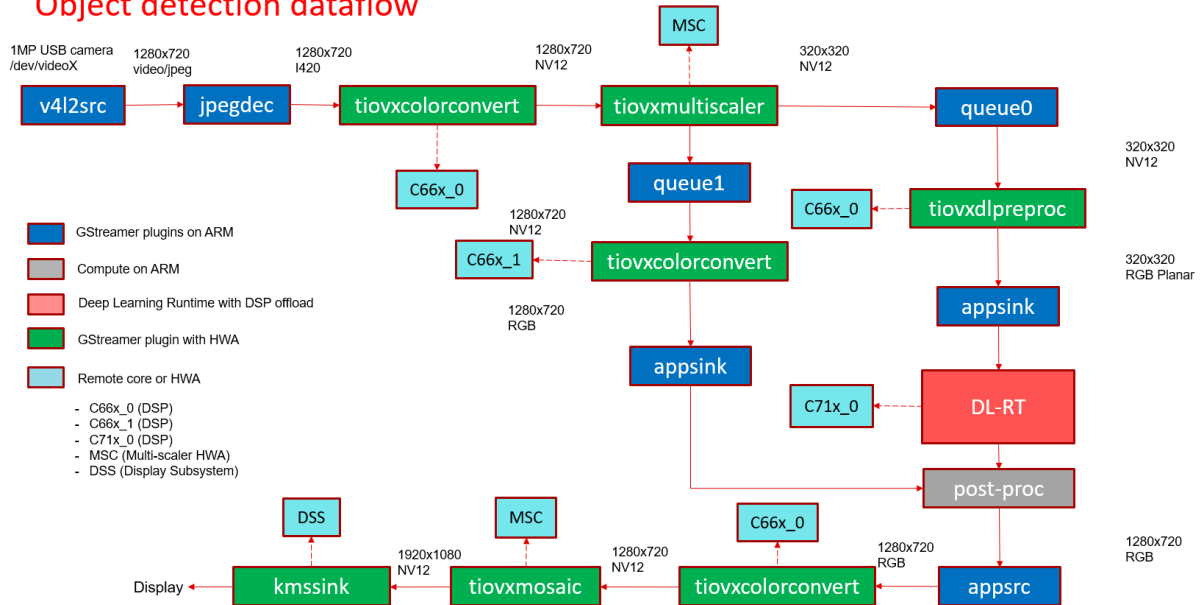 Object detection dataflow
1MP USB camera
/dev/videoX
1280x720
video/jpeg
1280x720
I420
1280x720
NV12
MSC
320x320
NV12
v4l2src
jpegdec
tiovxcolorconvert
tiovxmultiscaler
queue0
320x320
NV12
C66x_0
queue1
C66x_0
tiovxdlpreproc
1280x720
NV12
C66x_1
tiovxcolorconvert
320x320
RGB Planar
1280x720
RGB
appsink
appsink
GStreamer plugins on ARM
Compute on ARM
Deep Learning Runtime with DSP offload
GStreamer plugin with HWA
Remote core or HWA
- C66x_0 (DSP)
- C66x_1 (DSP)
- C71x_0 (DSP)
- MSC (Multi-scaler HWA)
- DSS (Display Subsystem)
C71x_0
DL-RT
post-proc
DSS
MSC
C66x_0
1280x720
RGB
1920x1080
NV12
1280x720
NV12
1280x720
RGB
Display
kmssink
tiovxmosaic
tiovxcolorconvert
appsrc